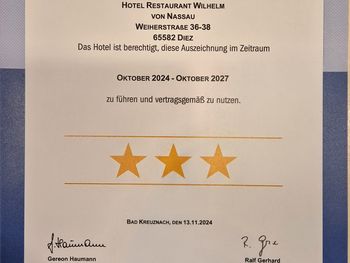 HOTEL RESTAURANT WILHELM
VON NASSAU
WEIHERSTRAßE 36-38
65582 DIEZ
Das Hotel ist berechtigt, diese Auszeichnung im Zeitraum
OKTOBER 2024 - OKTOBER 2027
zu führen und vertragsgemäß zu nutzen.
BAD KREUZNACH, DEN 13.11.2024
Gereon Haumann
Ralf Gerhard